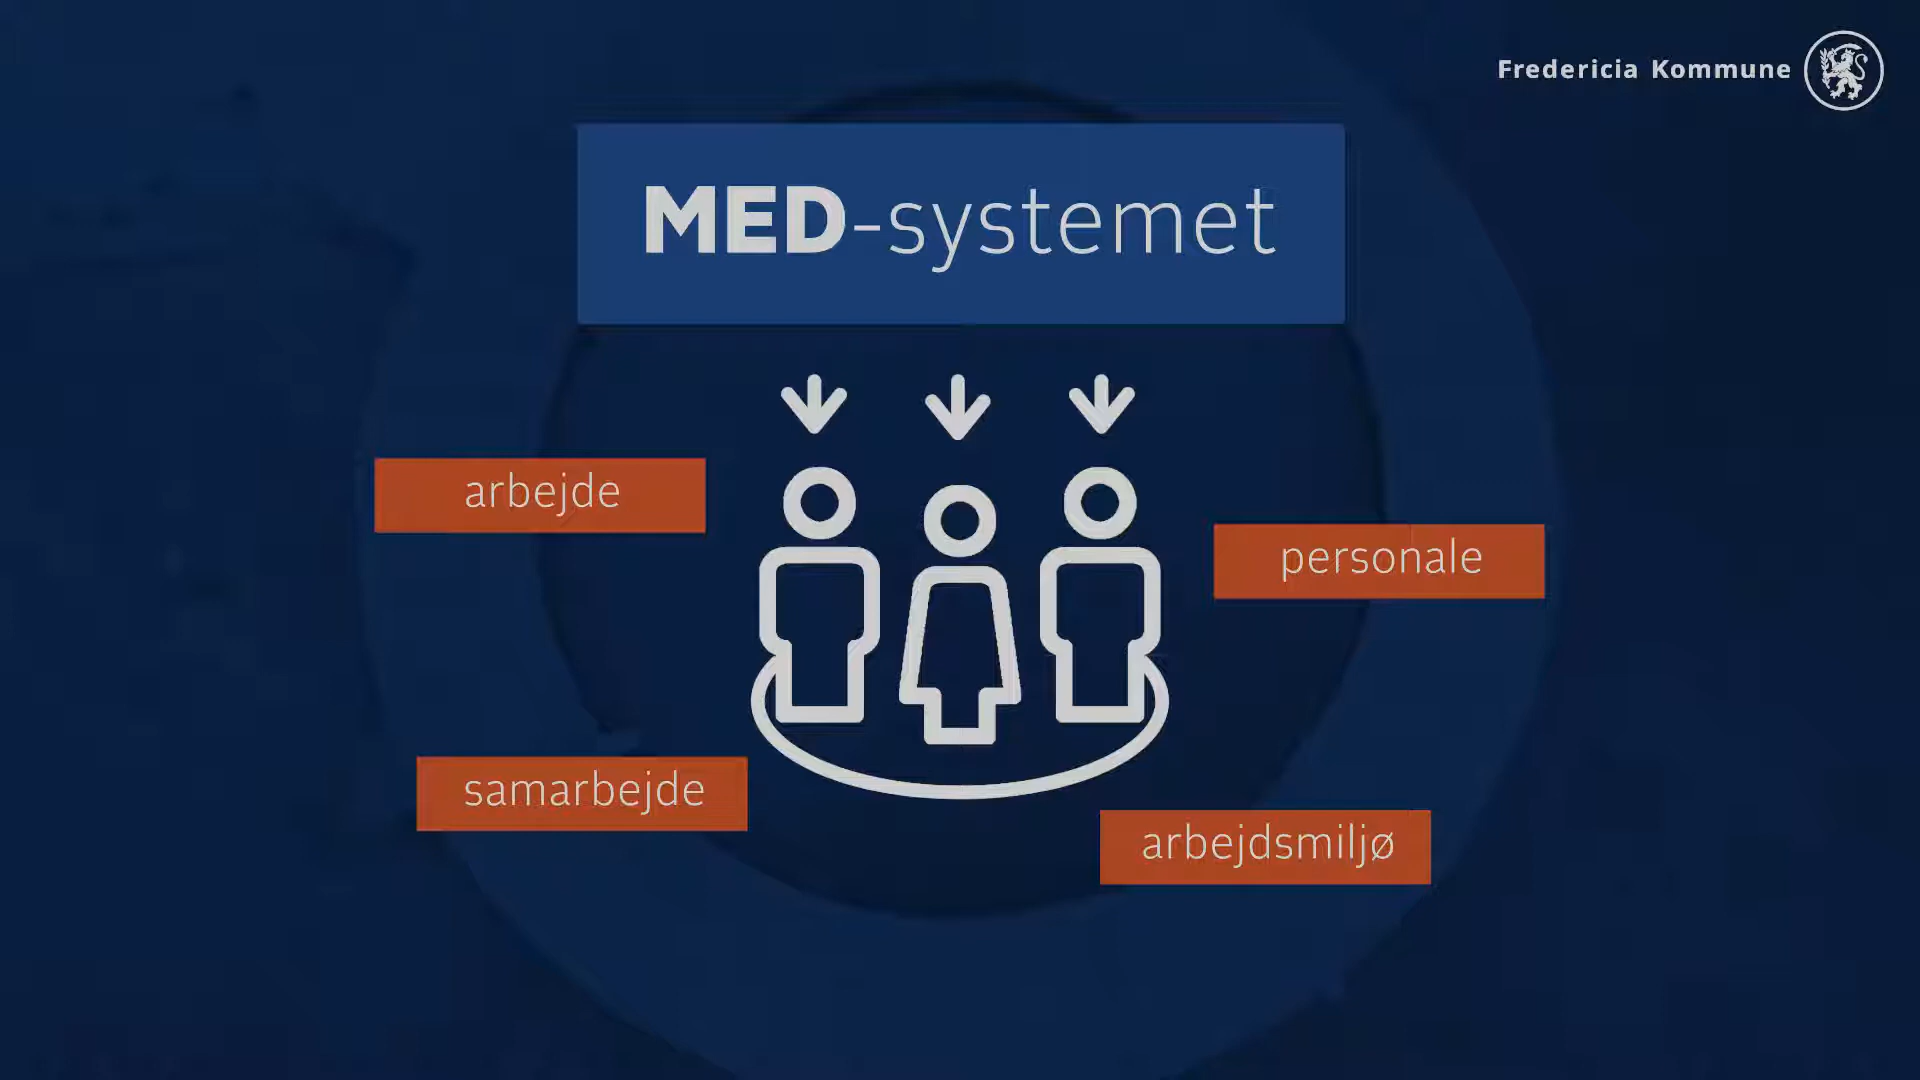 Fredericia Kommune
MED-systemet
arbejde
personale
samarbejde
arbejdsmiljø